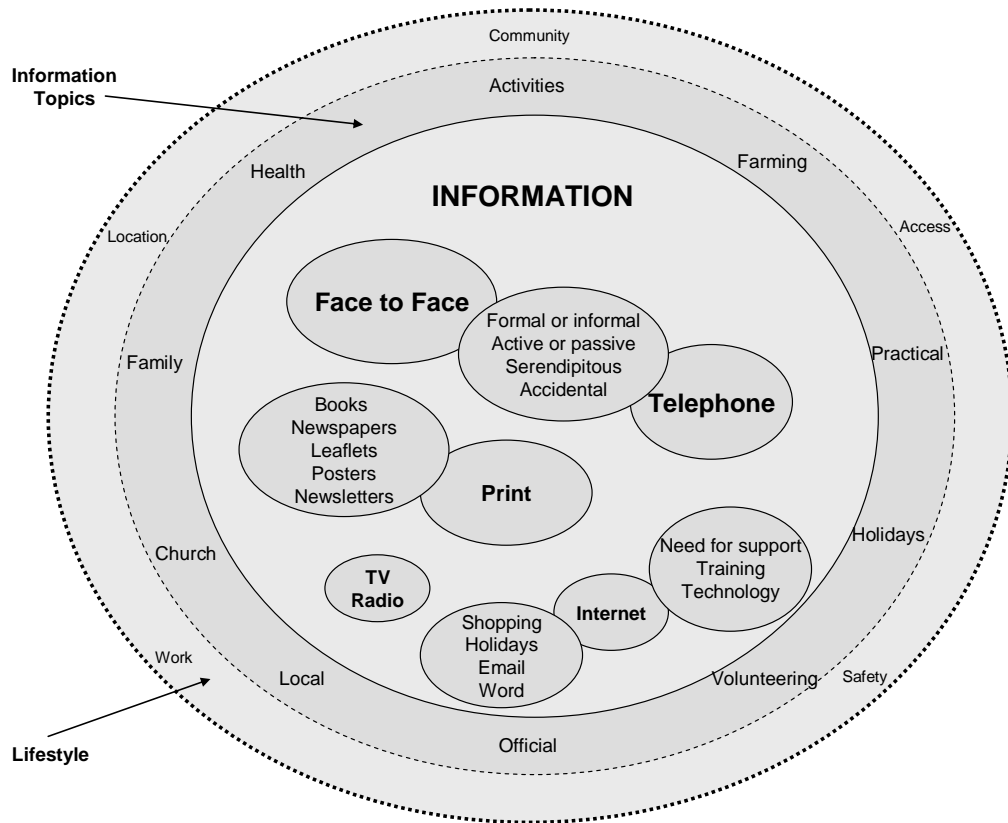 Community
Information
Topics
Activities
Health
Farming
INFORMATION
Location
Access
Face to Face
Formal or informal
Active or passive
Serendipitous
Accidental
Family
Practical
Telephone
Books
Newspapers
Leaflets
Posters
Newsletters
Print
Church
Holidays
Need for support
Training
Technology
TV
Radio
Internet
Shopping
Holidays
Email
Word
Work
Local
Volunteering
Safety
Official
Lifestyle